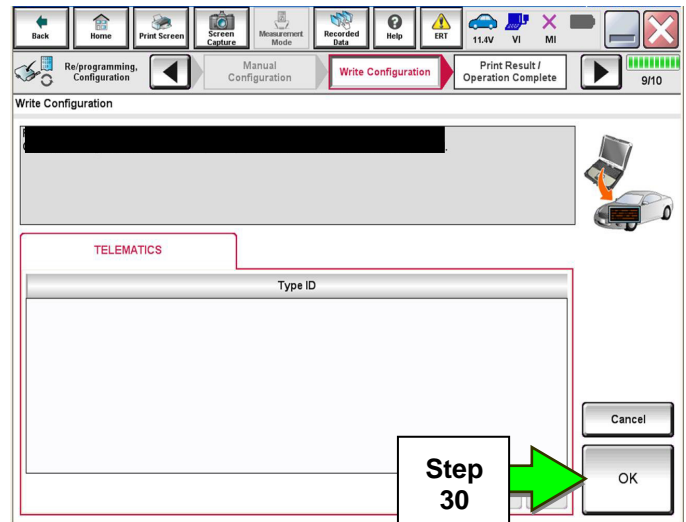 Back
Home
Print Screen
Screen
Capture
Measurement
Mode
Recorded
Data
Help
ERT
11.4V
VI
MI
Re/programming,
Configuration
Manual
Configuration
Write Configuration
Print Result /
Operation Complete
9/10
Write Configuration
TELEMATICS
Type ID
Cancel
OK
Step
30